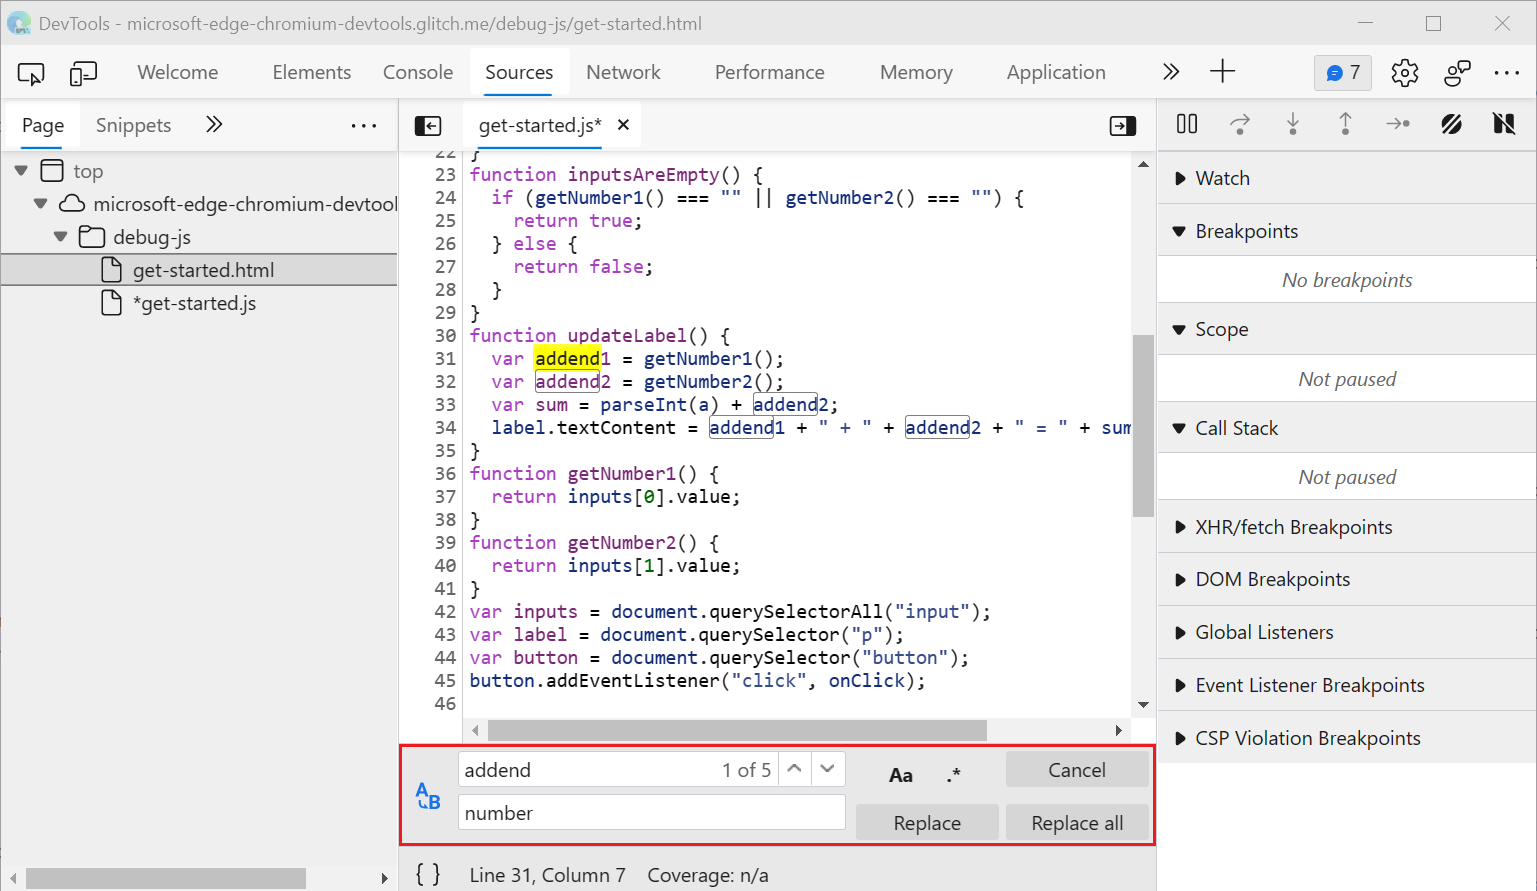 DevTools - microsoft-edge-chromium-devtools.glitch.me/debug-js/get-started.html
Welcome Elements Console Sources Network Performance Memory Application 7
Page Snippets
top
microsoft-edge-chromium-devtool
debug-js
get-started.html
*get-started.js
get-started.js*
22 }
23 function inputsAreEmpty() {
24 if (getNumber1() === "" || getNumber2() === "") {
25 return true;
26 } else {
27 return false;
28 }
29 }
30 function updateLabel() {
31 var addend1 = getNumber1();
32 var addend2 = getNumber2();
33 var sum = parseInt(a) + addend2;
34 label.textContent = addend1 + " + " + addend2 + " = " + sum
35 }
36 function getNumber1() {
37 return inputs[0].value;
38 }
39 function getNumber2() {
40 return inputs[1].value;
41 }
42 var inputs = document.querySelectorAll("input");
43 var label = document.querySelector("p");
44 var button = document.querySelector("button");
45 button.addEventListener("click", onClick);
46
addend 1 of 5 Aa .* Cancel
A B
number Replace Replace all
{ } Line 31, Column 7 Coverage: n/a
Watch
Breakpoints
No breakpoints
Scope
Not paused
Call Stack
Not paused
XHR/fetch Breakpoints
DOM Breakpoints
Global Listeners
Event Listener Breakpoints
CSP Violation Breakpoints